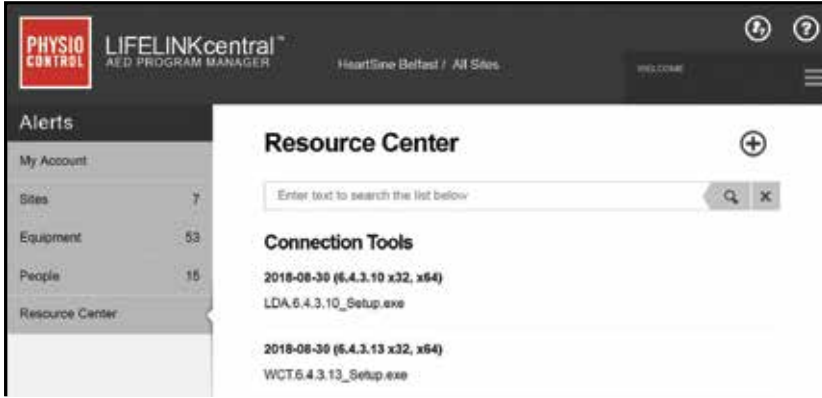 PHYSIO
CONTROL
LIFELINKcentral™
AED PROGRAM MANAGER
HeartSine Belfast / All Sites
WELCOME
Alerts
My Account
Sites 7
Equipment 53
People 15
Resource Center
Resource Center
Enter text to search the list below
Connection Tools
2018-08-30 (6.4.3.10 x32, x64)
LDA.6.4.3.10_Setup.exe
2018-08-30 (6.4.3.13 x32, x64)
WCT.6.4.3.13_Setup.exe